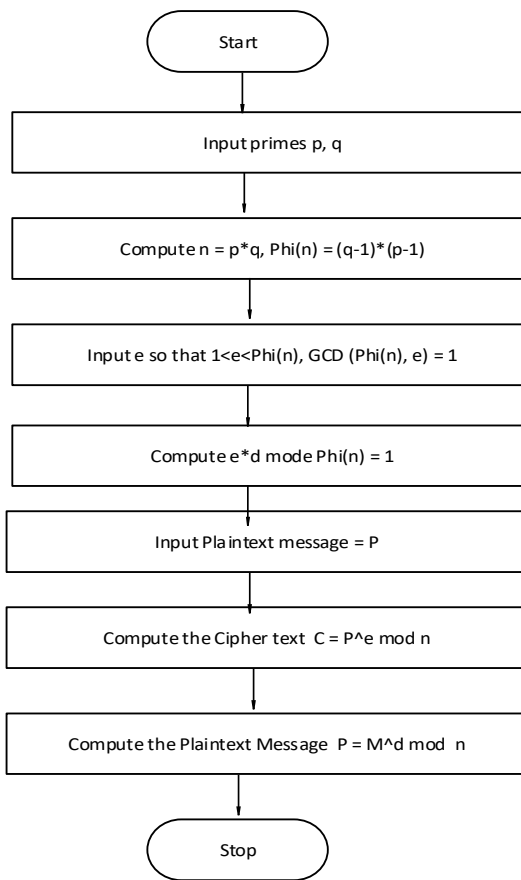 Start
Input primes p, q
Compute n = p*q, Phi(n) = (q-1)*(p-1)
Input e so that 1<e<Phi(n), GCD (Phi(n), e) = 1
Compute e*d mode Phi(n) = 1
Input Plaintext message = P
Compute the Cipher text C = P^e mod n
Compute the Plaintext Message P = M^d mod n
Stop